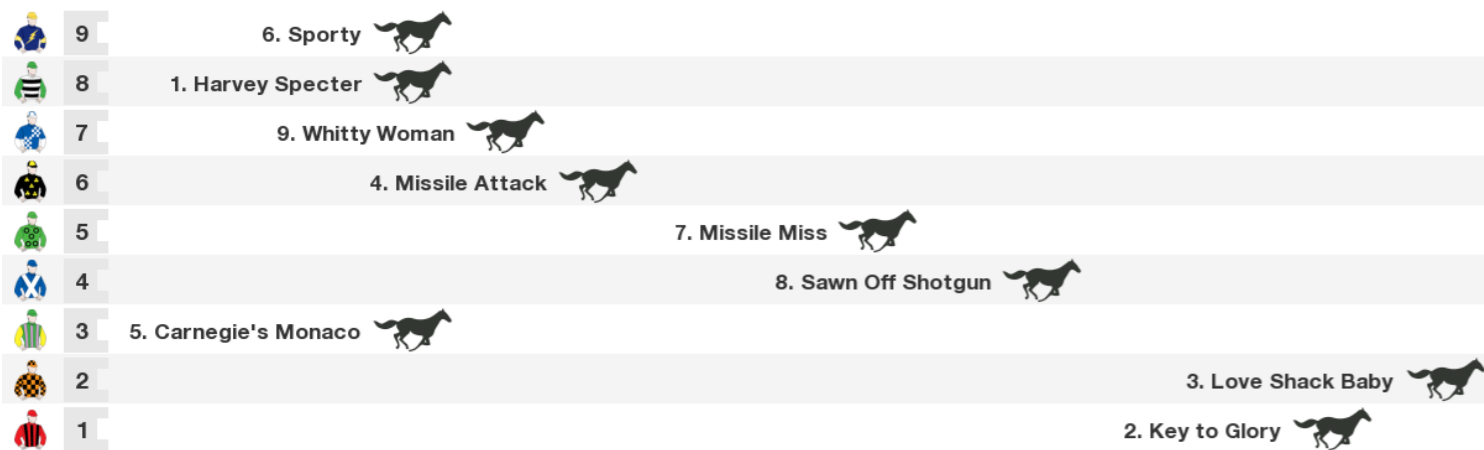 9 6. Sporty
8 1. Harvey Specter
7 9. Whitty Woman
6 4. Missile Attack
5 7. Missile Miss
4 8. Sawn Off Shotgun
3 5. Carnegie's Monaco
2 3. Love Shack Baby
1 2. Key to Glory